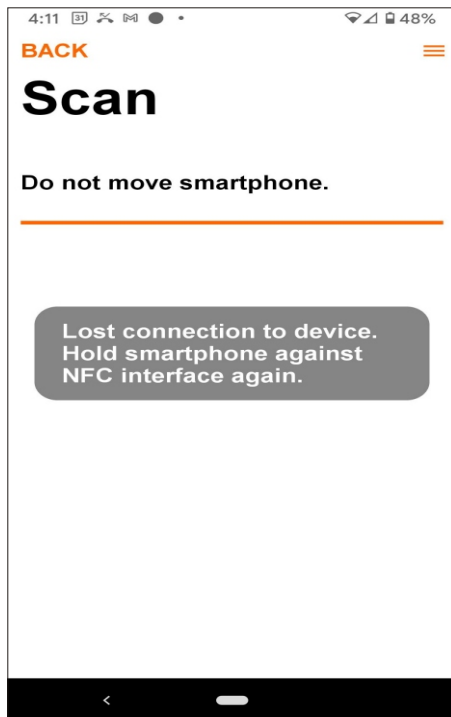 4:11 31 48%
BACK
Scan
Do not move smartphone.
Lost connection to device.
Hold smartphone against
NFC interface again.